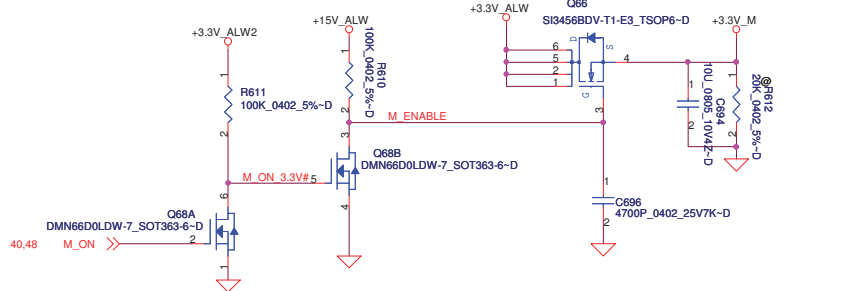 Q66
+3.3V_ALW
SI3456BDV-T1-E3_TSOP6~D
+15V_ALW
+3.3V_M
+3.3V_ALW2
D
S
6
5
2
1
4
G
3
1
R611
100K_0402_5%~D
2
1
R610
100K_0402_5%~D
2
M_ENABLE
1
C694
10U_0805_10V4Z~D
2
1
@R612
20K_0402_5%~D
2
3
Q68B
DMN66D0LDW-7_SOT363-6~D
M_ON_3.3V#
5
4
6
Q68A
DMN66D0LDW-7_SOT363-6~D
40,48
M_ON
2
1
1
C696
4700P_0402_25V7K~D
2